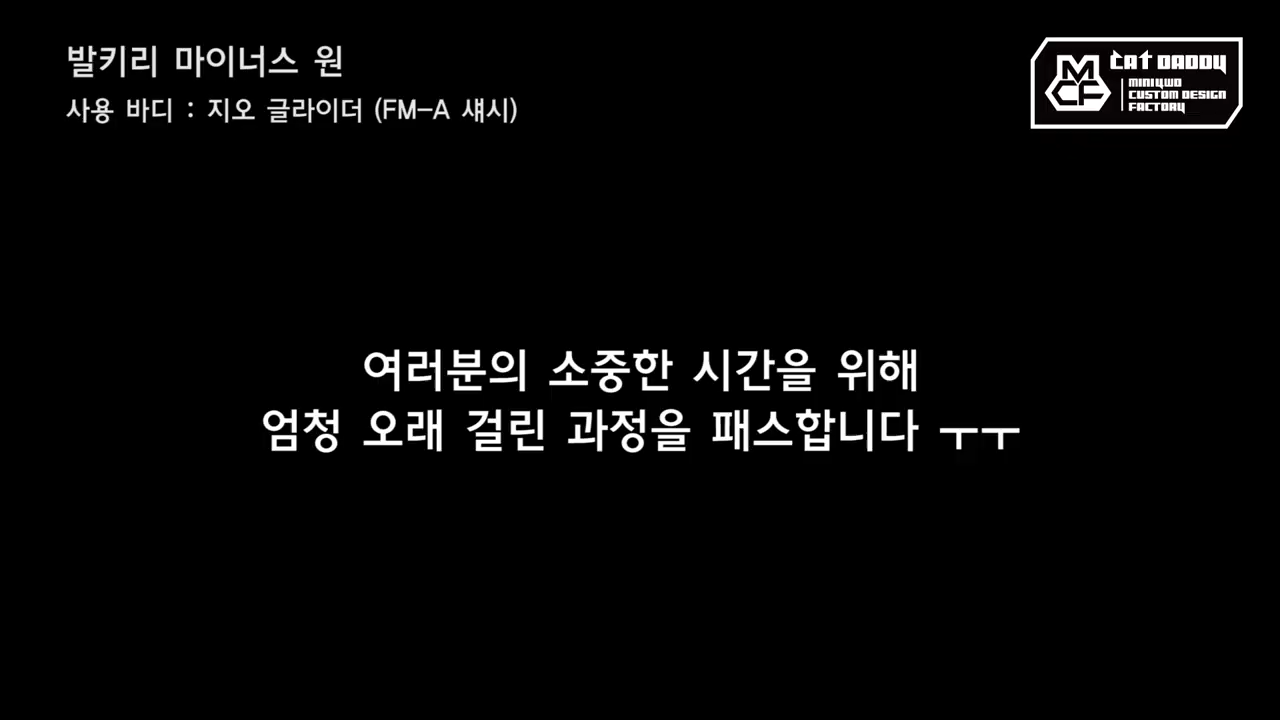 발키리 마이너스 원
사용 바디 : 지오 글라이더 (FM-A 섀시)
MCF
CAT DADDY
MINI4WD
CUSTOM DESIGN
FACTORY
여러분의 소중한 시간을 위해
엄청 오래 걸린 과정을 패스합니다 ㅜㅜ